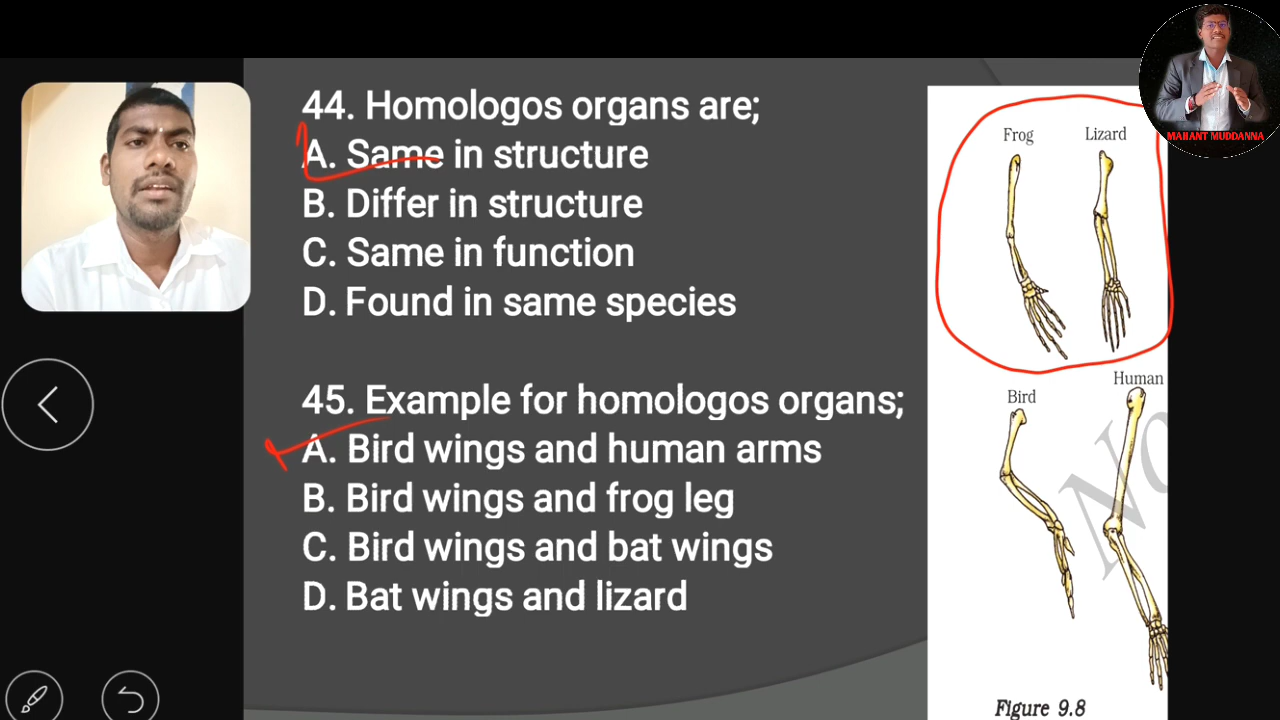 MAHANT MUDDANNA
44. Homologos organs are;
A. Same in structure
B. Differ in structure
C. Same in function
D. Found in same species
45. Example for homologos organs;
A. Bird wings and human arms
B. Bird wings and frog leg
C. Bird wings and bat wings
D. Bat wings and lizard
Frog Lizard
Bird Human
No
Figure 9.8